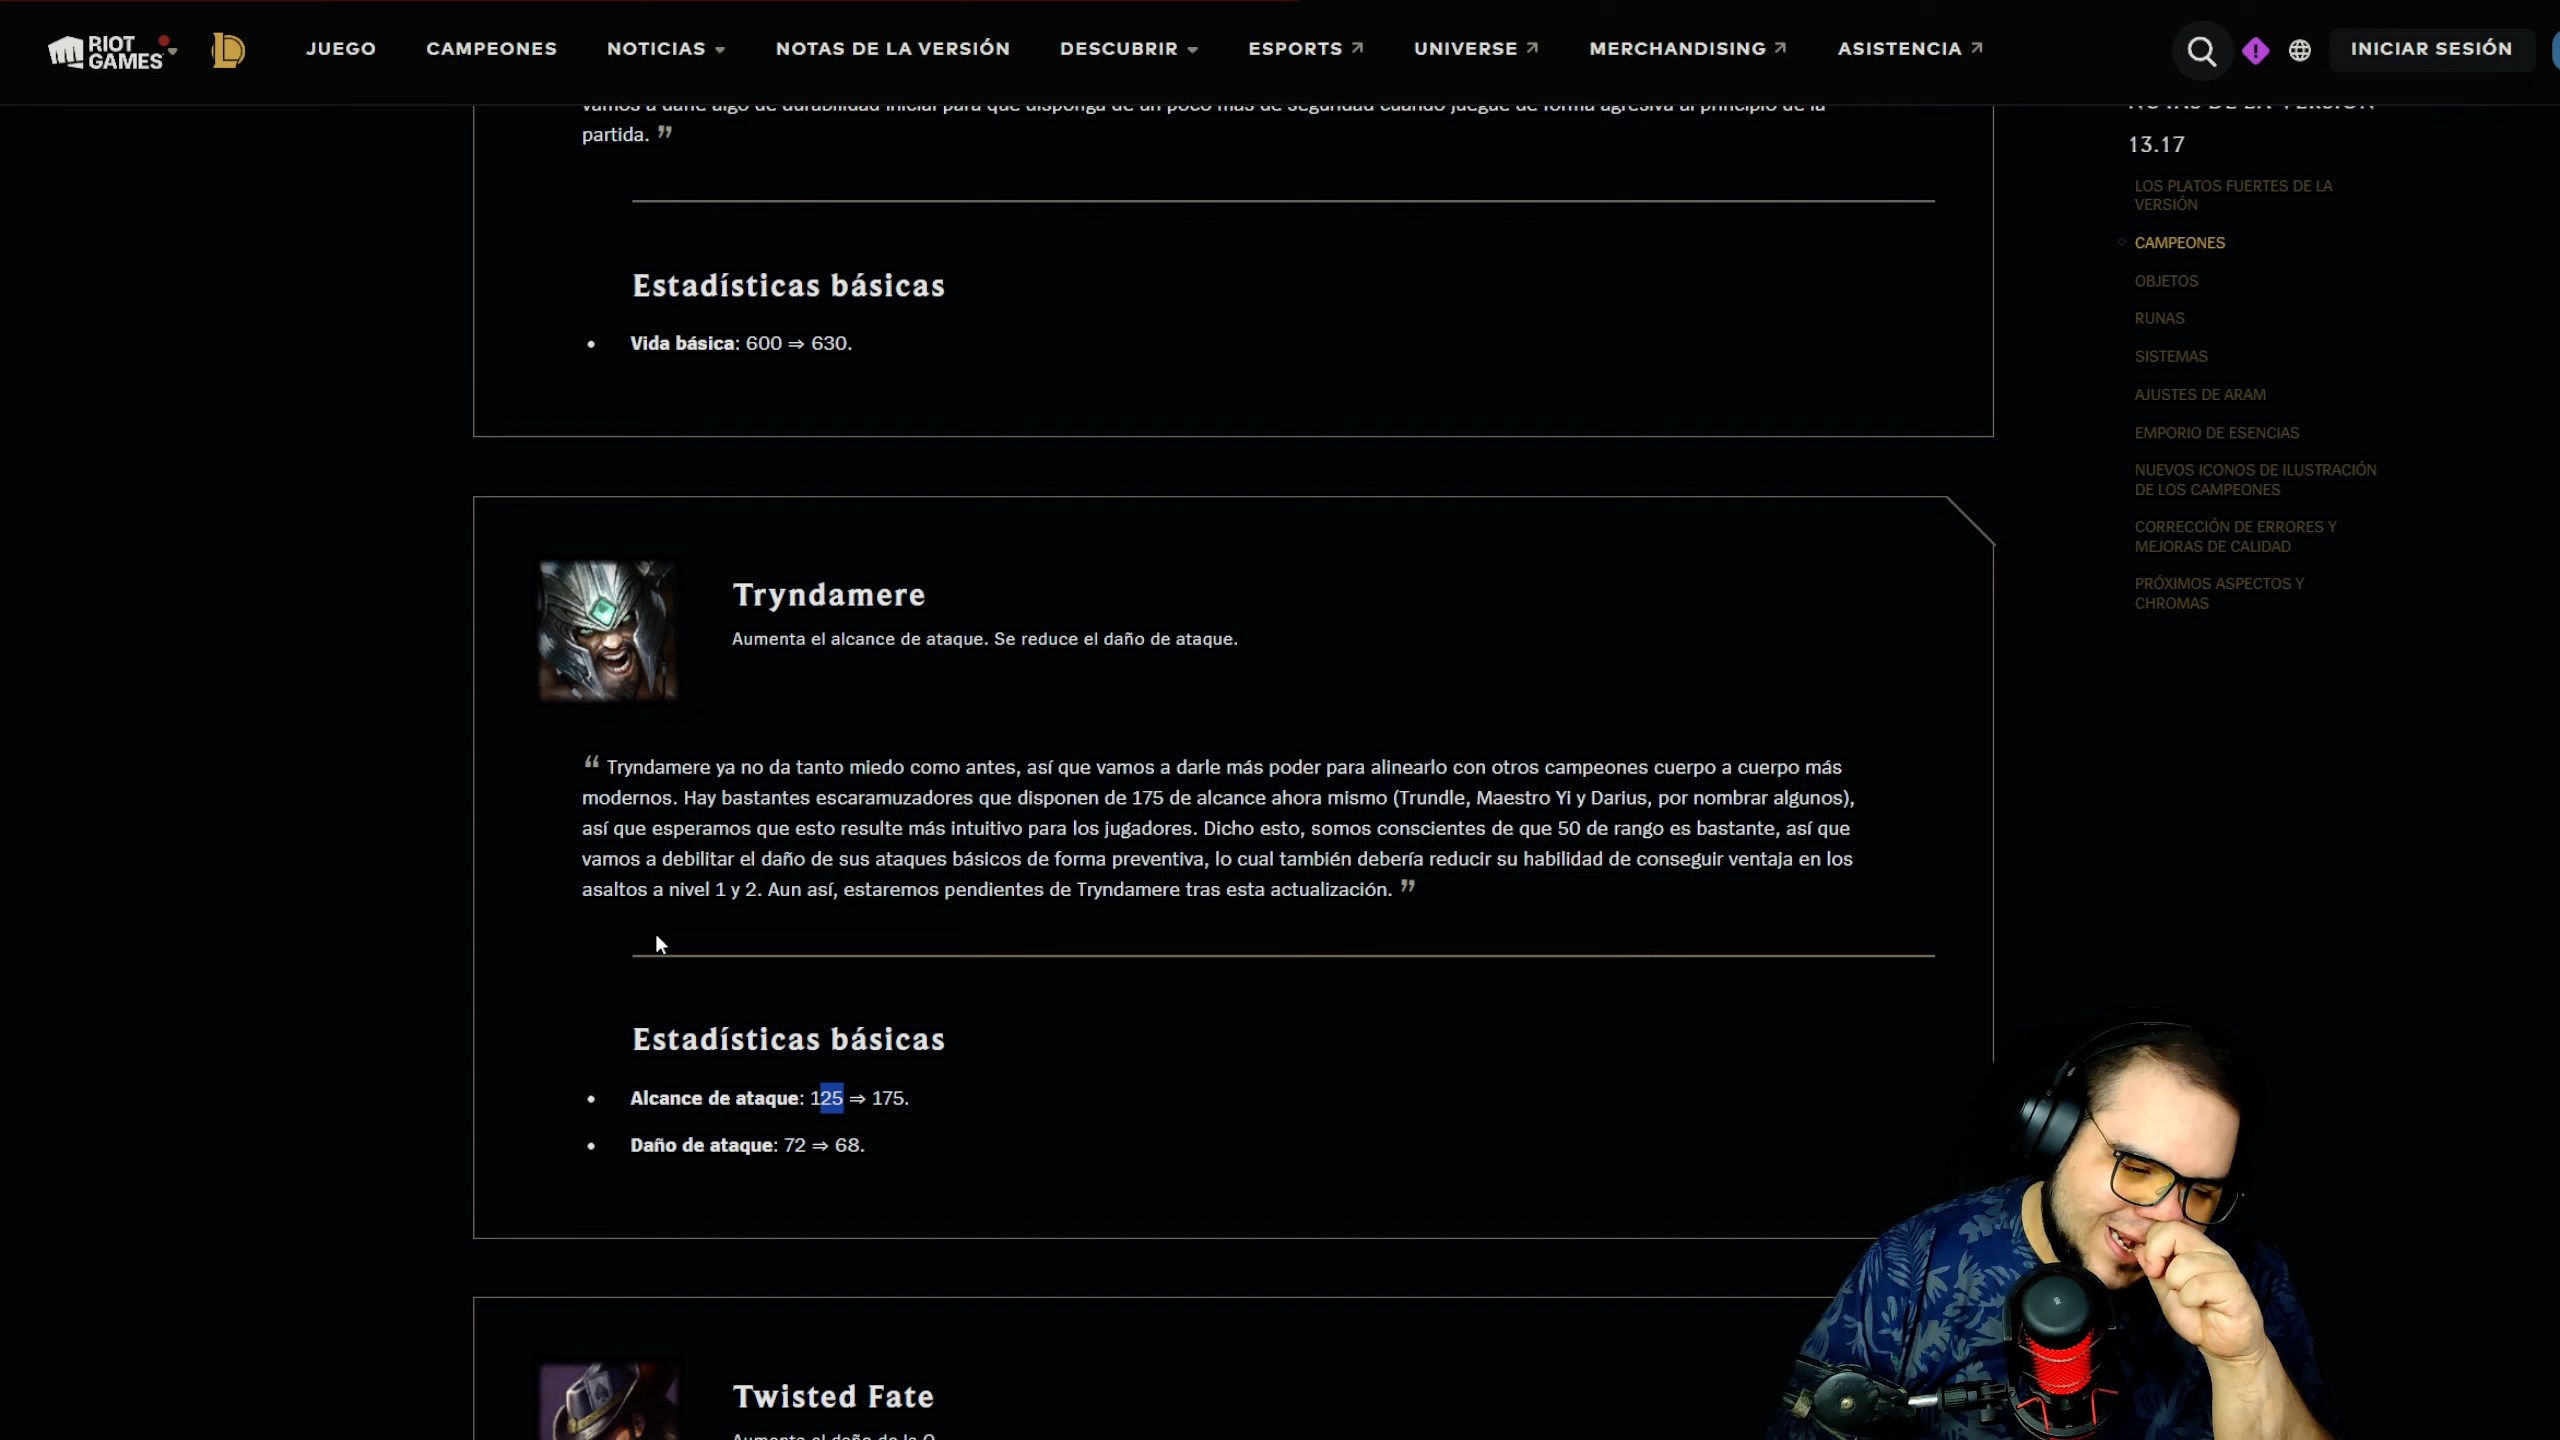 RIOT GAMES
JUEGO
CAMPEONES
NOTICIAS
NOTAS DE LA VERSIÓN
DESCUBRIR
ESPORTS
UNIVERSE
MERCHANDISING
ASISTENCIA
INICIAR SESIÓN
vamos a darle algo de durabilidad inicial para que disponga de un poco más de seguridad cuando juegue de forma agresiva al principio de la
partida. ”
Estadísticas básicas
• Vida básica: 600 ⇒ 630.
Tryndamere
Aumenta el alcance de ataque. Se reduce el daño de ataque.
“ Tryndamere ya no da tanto miedo como antes, así que vamos a darle más poder para alinearlo con otros campeones cuerpo a cuerpo más
modernos. Hay bastantes escaramuzadores que disponen de 175 de alcance ahora mismo (Trundle, Maestro Yi y Darius, por nombrar algunos),
así que esperamos que esto resulte más intuitivo para los jugadores. Dicho esto, somos conscientes de que 50 de rango es bastante, así que
vamos a debilitar el daño de sus ataques básicos de forma preventiva, lo cual también debería reducir su habilidad de conseguir ventaja en los
asaltos a nivel 1 y 2. Aun así, estaremos pendientes de Tryndamere tras esta actualización. ”
Estadísticas básicas
• Alcance de ataque: 125 ⇒ 175.
• Daño de ataque: 72 ⇒ 68.
Twisted Fate
Aumenta el daño de la Q
NOTAS DE LA VERSIÓN
13.17
LOS PLATOS FUERTES DE LA
VERSIÓN
CAMPEONES
OBJETOS
RUNAS
SISTEMAS
AJUSTES DE ARAM
EMPORIO DE ESENCIAS
NUEVOS ICONOS DE ILUSTRACIÓN
DE LOS CAMPEONES
CORRECCIÓN DE ERRORES Y
MEJORAS DE CALIDAD
PRÓXIMOS ASPECTOS Y
CHROMAS